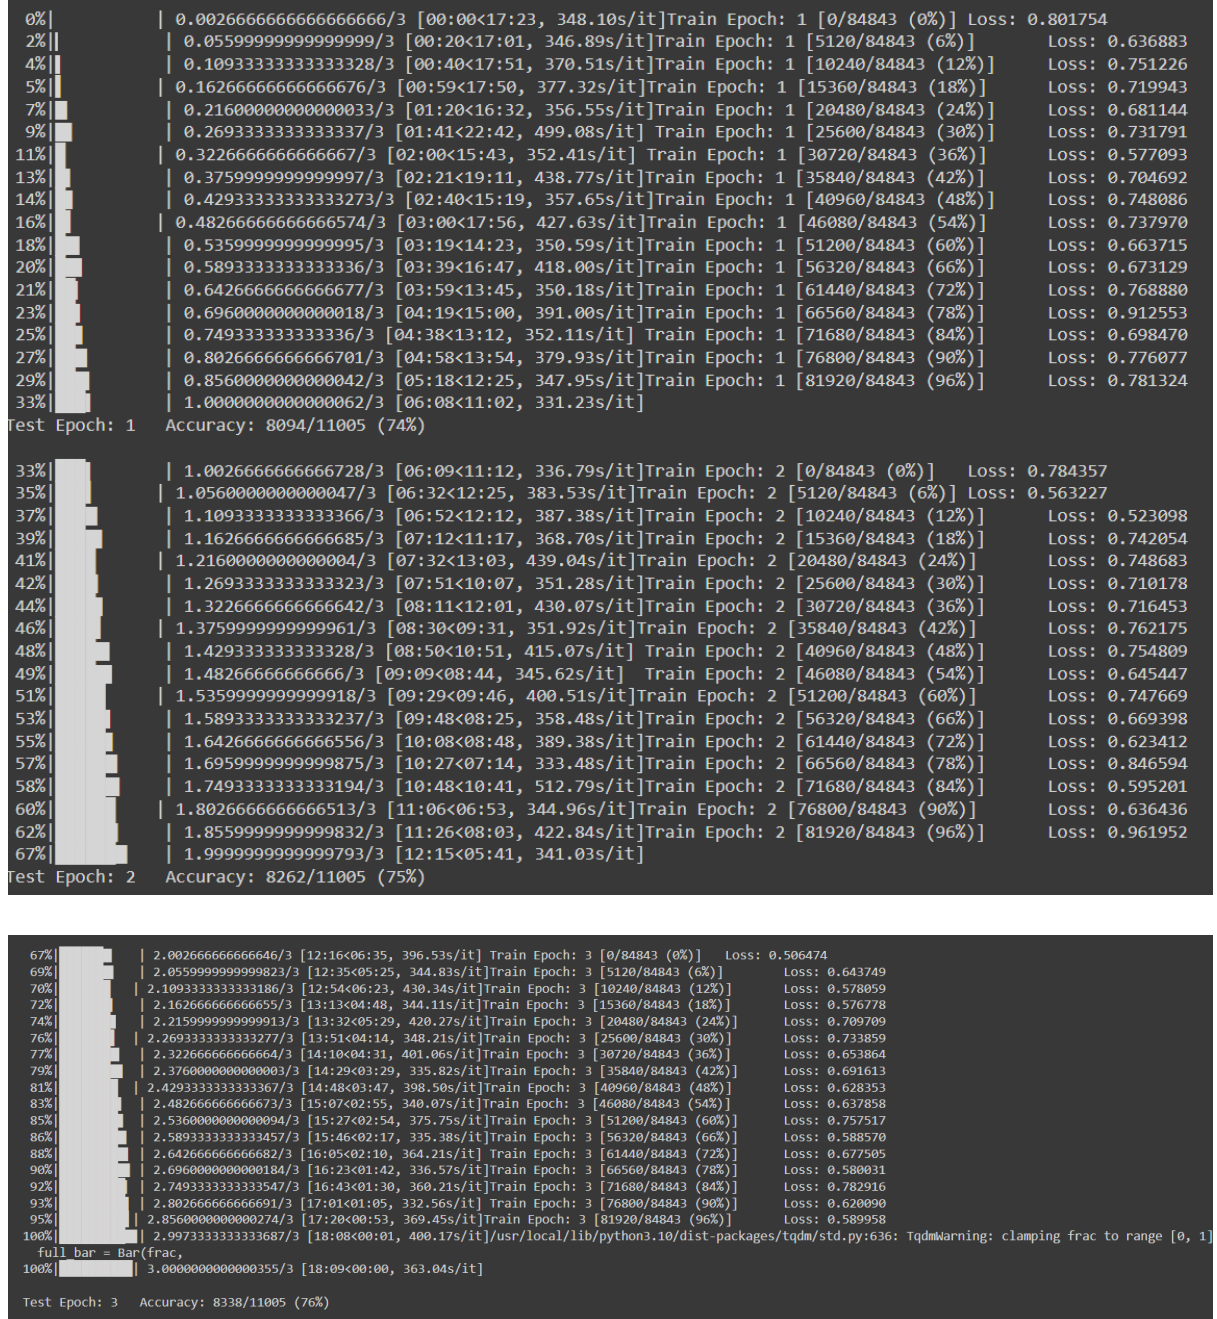 0%| | 0.0026666666666666666/3 [00:00<17:23, 348.10s/it]Train Epoch: 1 [0/84843 (0%)] Loss: 0.801754
2%| | 0.05599999999999999/3 [00:20<17:01, 346.89s/it]Train Epoch: 1 [5120/84843 (6%)] Loss: 0.636883
4%| | 0.10933333333333328/3 [00:40<17:51, 370.51s/it]Train Epoch: 1 [10240/84843 (12%)] Loss: 0.751226
5%| | 0.16266666666666676/3 [00:59<17:50, 377.32s/it]Train Epoch: 1 [15360/84843 (18%)] Loss: 0.719943
7%| | 0.21600000000000033/3 [01:20<16:32, 356.55s/it]Train Epoch: 1 [20480/84843 (24%)] Loss: 0.681144
9%| | 0.2693333333333337/3 [01:41<22:42, 499.08s/it] Train Epoch: 1 [25600/84843 (30%)] Loss: 0.731791
11%| | 0.3226666666666667/3 [02:00<15:43, 352.41s/it] Train Epoch: 1 [30720/84843 (36%)] Loss: 0.577093
13%| | 0.3759999999999997/3 [02:21<19:11, 438.77s/it]Train Epoch: 1 [35840/84843 (42%)] Loss: 0.704692
14%| | 0.42933333333333273/3 [02:40<15:19, 357.65s/it]Train Epoch: 1 [40960/84843 (48%)] Loss: 0.748086
16%| | 0.48266666666666574/3 [03:00<17:56, 427.63s/it]Train Epoch: 1 [46080/84843 (54%)] Loss: 0.737970
18%| | 0.5359999999999995/3 [03:19<14:23, 350.59s/it]Train Epoch: 1 [51200/84843 (60%)] Loss: 0.663715
20%| | 0.5893333333333336/3 [03:39<16:47, 418.00s/it]Train Epoch: 1 [56320/84843 (66%)] Loss: 0.673129
21%| | 0.6426666666666677/3 [03:59<13:45, 350.18s/it]Train Epoch: 1 [61440/84843 (72%)] Loss: 0.768880
23%| | 0.6960000000000018/3 [04:19<15:00, 391.00s/it]Train Epoch: 1 [66560/84843 (78%)] Loss: 0.912553
25%| | 0.749333333333336/3 [04:38<13:12, 352.11s/it] Train Epoch: 1 [71680/84843 (84%)] Loss: 0.698470
27%| | 0.8026666666666701/3 [04:58<13:54, 379.93s/it]Train Epoch: 1 [76800/84843 (90%)] Loss: 0.776077
29%| | 0.8560000000000042/3 [05:18<12:25, 347.95s/it]Train Epoch: 1 [81920/84843 (96%)] Loss: 0.781324
33%| | 1.0000000000000062/3 [06:08<11:02, 331.23s/it]
Test Epoch: 1 Accuracy: 8094/11005 (74%)
33%| | 1.0026666666666728/3 [06:09<11:12, 336.79s/it]Train Epoch: 2 [0/84843 (0%)] Loss: 0.784357
35%| | 1.0560000000000047/3 [06:32<12:25, 383.53s/it]Train Epoch: 2 [5120/84843 (6%)] Loss: 0.563227
37%| | 1.1093333333333366/3 [06:52<12:12, 387.38s/it]Train Epoch: 2 [10240/84843 (12%)] Loss: 0.523098
39%| | 1.1626666666666685/3 [07:12<11:17, 368.70s/it]Train Epoch: 2 [15360/84843 (18%)] Loss: 0.742054
41%| | 1.2160000000000004/3 [07:32<13:03, 439.04s/it]Train Epoch: 2 [20480/84843 (24%)] Loss: 0.748683
42%| | 1.2693333333333323/3 [07:51<10:07, 351.28s/it]Train Epoch: 2 [25600/84843 (30%)] Loss: 0.710178
44%| | 1.3226666666666642/3 [08:11<12:01, 430.07s/it]Train Epoch: 2 [30720/84843 (36%)] Loss: 0.716453
46%| | 1.3759999999999961/3 [08:30<09:31, 351.92s/it]Train Epoch: 2 [35840/84843 (42%)] Loss: 0.762175
48%| | 1.429333333333328/3 [08:50<10:51, 415.07s/it] Train Epoch: 2 [40960/84843 (48%)] Loss: 0.754809
49%| | 1.48266666666666/3 [09:09<08:44, 345.62s/it] Train Epoch: 2 [46080/84843 (54%)] Loss: 0.645447
51%| | 1.5359999999999918/3 [09:29<09:46, 400.51s/it]Train Epoch: 2 [51200/84843 (60%)] Loss: 0.747669
53%| | 1.5893333333333237/3 [09:48<08:25, 358.48s/it]Train Epoch: 2 [56320/84843 (66%)] Loss: 0.669398
55%| | 1.6426666666666556/3 [10:08<08:48, 389.38s/it]Train Epoch: 2 [61440/84843 (72%)] Loss: 0.623412
57%| | 1.6959999999999875/3 [10:27<07:14, 333.48s/it]Train Epoch: 2 [66560/84843 (78%)] Loss: 0.846594
58%| | 1.7493333333333194/3 [10:48<10:41, 512.79s/it]Train Epoch: 2 [71680/84843 (84%)] Loss: 0.595201
60%| | 1.8026666666666513/3 [11:06<06:53, 344.96s/it]Train Epoch: 2 [76800/84843 (90%)] Loss: 0.636436
62%| | 1.8559999999999832/3 [11:26<08:03, 422.84s/it]Train Epoch: 2 [81920/84843 (96%)] Loss: 0.961952
67%| | 1.9999999999999793/3 [12:15<05:41, 341.03s/it]
Test Epoch: 2 Accuracy: 8262/11005 (75%)
67%| | 2.002666666666646/3 [12:16<06:35, 396.53s/it] Train Epoch: 3 [0/84843 (0%)] Loss: 0.506474
69%| | 2.0559999999999823/3 [12:35<05:25, 344.83s/it]Train Epoch: 3 [5120/84843 (6%)] Loss: 0.643749
70%| | 2.1093333333333186/3 [12:54<06:23, 430.34s/it]Train Epoch: 3 [10240/84843 (12%)] Loss: 0.578059
72%| | 2.162666666666655/3 [13:13<04:48, 344.11s/it]Train Epoch: 3 [15360/84843 (18%)] Loss: 0.576778
74%| | 2.2159999999999913/3 [13:32<05:29, 420.27s/it]Train Epoch: 3 [20480/84843 (24%)] Loss: 0.709709
76%| | 2.2693333333333277/3 [13:51<04:14, 348.21s/it]Train Epoch: 3 [25600/84843 (30%)] Loss: 0.733859
77%| | 2.322666666666664/3 [14:10<04:31, 401.06s/it]Train Epoch: 3 [30720/84843 (36%)] Loss: 0.653864
79%| | 2.3760000000000003/3 [14:29<03:29, 335.82s/it]Train Epoch: 3 [35840/84843 (42%)] Loss: 0.691613
81%| | 2.4293333333333367/3 [14:48<03:47, 398.50s/it]Train Epoch: 3 [40960/84843 (48%)] Loss: 0.628353
83%| | 2.482666666666673/3 [15:07<02:55, 340.07s/it]Train Epoch: 3 [46080/84843 (54%)] Loss: 0.637858
85%| | 2.5360000000000094/3 [15:27<02:54, 375.75s/it]Train Epoch: 3 [51200/84843 (60%)] Loss: 0.757517
86%| | 2.5893333333333457/3 [15:46<02:17, 335.38s/it]Train Epoch: 3 [56320/84843 (66%)] Loss: 0.588570
88%| | 2.642666666666682/3 [16:05<02:10, 364.21s/it] Train Epoch: 3 [61440/84843 (72%)] Loss: 0.677505
90%| | 2.6960000000000184/3 [16:23<01:42, 336.57s/it]Train Epoch: 3 [66560/84843 (78%)] Loss: 0.580031
92%| | 2.7493333333333547/3 [16:43<01:30, 360.21s/it]Train Epoch: 3 [71680/84843 (84%)] Loss: 0.782916
93%| | 2.802666666666691/3 [17:01<01:05, 332.56s/it] Train Epoch: 3 [76800/84843 (90%)] Loss: 0.620090
95%| | 2.8560000000000274/3 [17:20<00:53, 369.45s/it]Train Epoch: 3 [81920/84843 (96%)] Loss: 0.589958
100%| | 2.9973333333333687/3 [18:08<00:01, 400.17s/it]/usr/local/lib/python3.10/dist-packages/tqdm/std.py:636: TqdmWarning: clamping frac to range [0, 1]
full_bar = Bar(frac,
100%| | 3.0000000000000355/3 [18:09<00:00, 363.04s/it]
Test Epoch: 3 Accuracy: 8338/11005 (76%)